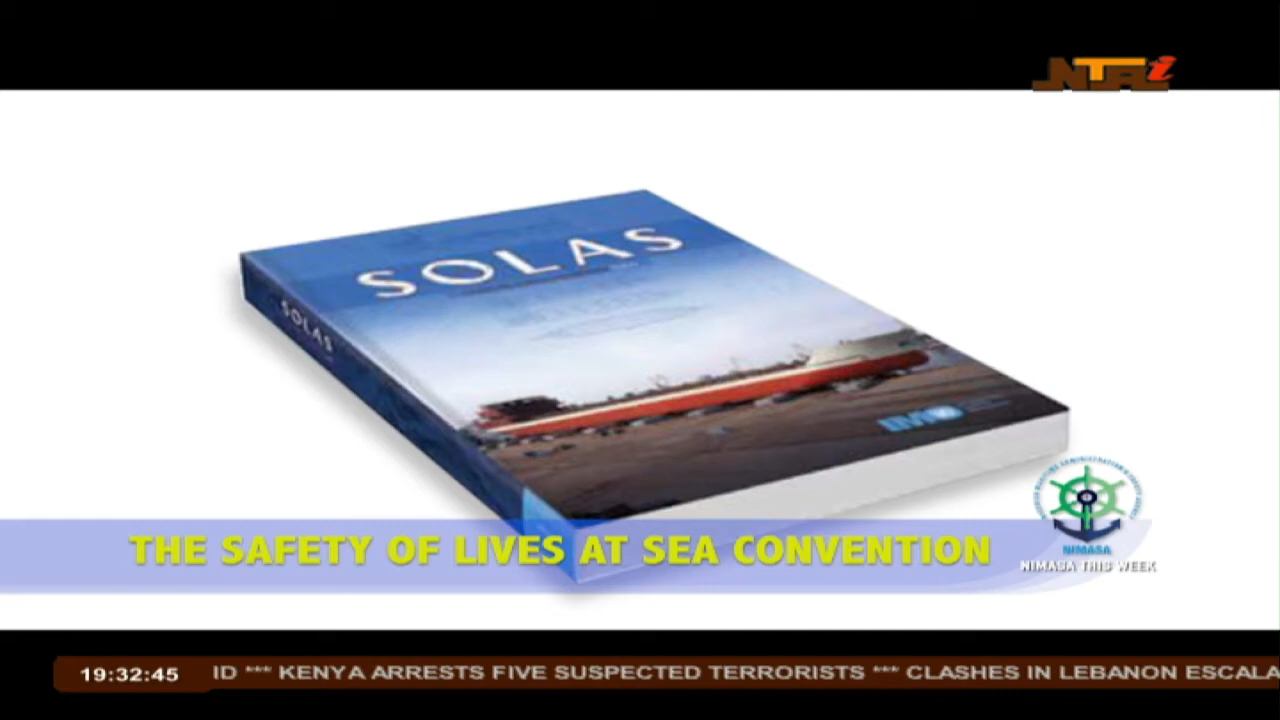 NTAi
SOLAS
SOLAS
IMO
THE SAFETY OF LIVES AT SEA CONVENTION
NIMASA
NIMASA THIS WEEK
19:32:45 ID *** KENYA ARRESTS FIVE SUSPECTED TERRORISTS *** CLASHES IN LEBANON ESCALA